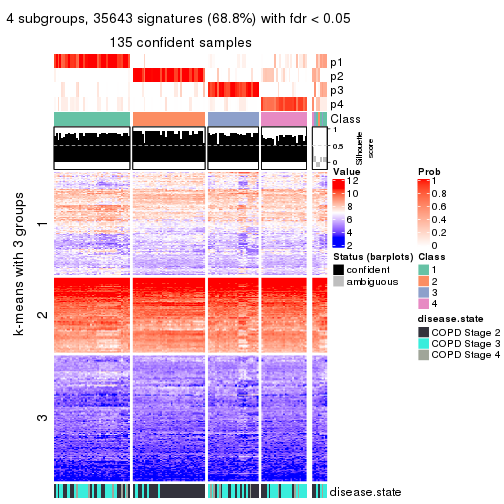 4 subgroups, 35643 signatures (68.8%) with fdr < 0.05
135 confident samples
p1
p2
p3
p4
Class
1
0.5
0
Silhouette
score
k-means with 3 groups
1
2
3
disease.state
Value
12
10
8
6
4
2
Prob
1
0.8
0.6
0.4
0.2
0
Status (barplots)
confident
ambiguous
Class
1
2
3
4
disease.state
COPD Stage 2
COPD Stage 3
COPD Stage 4